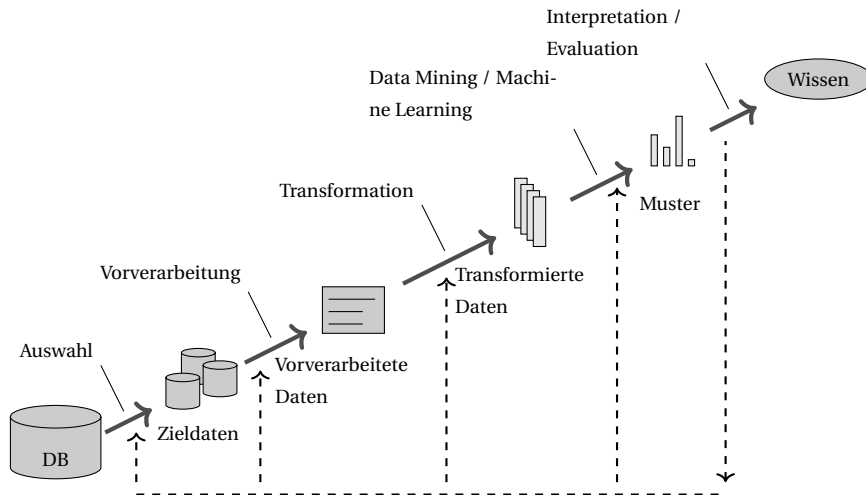 Interpretation /
Evaluation
Wissen
Data Mining / Machi-
ne Learning
Muster
Transformation
Transformierte
Daten
Vorverarbeitung
Vorverarbeitete
Daten
Auswahl
Zieldaten
DB